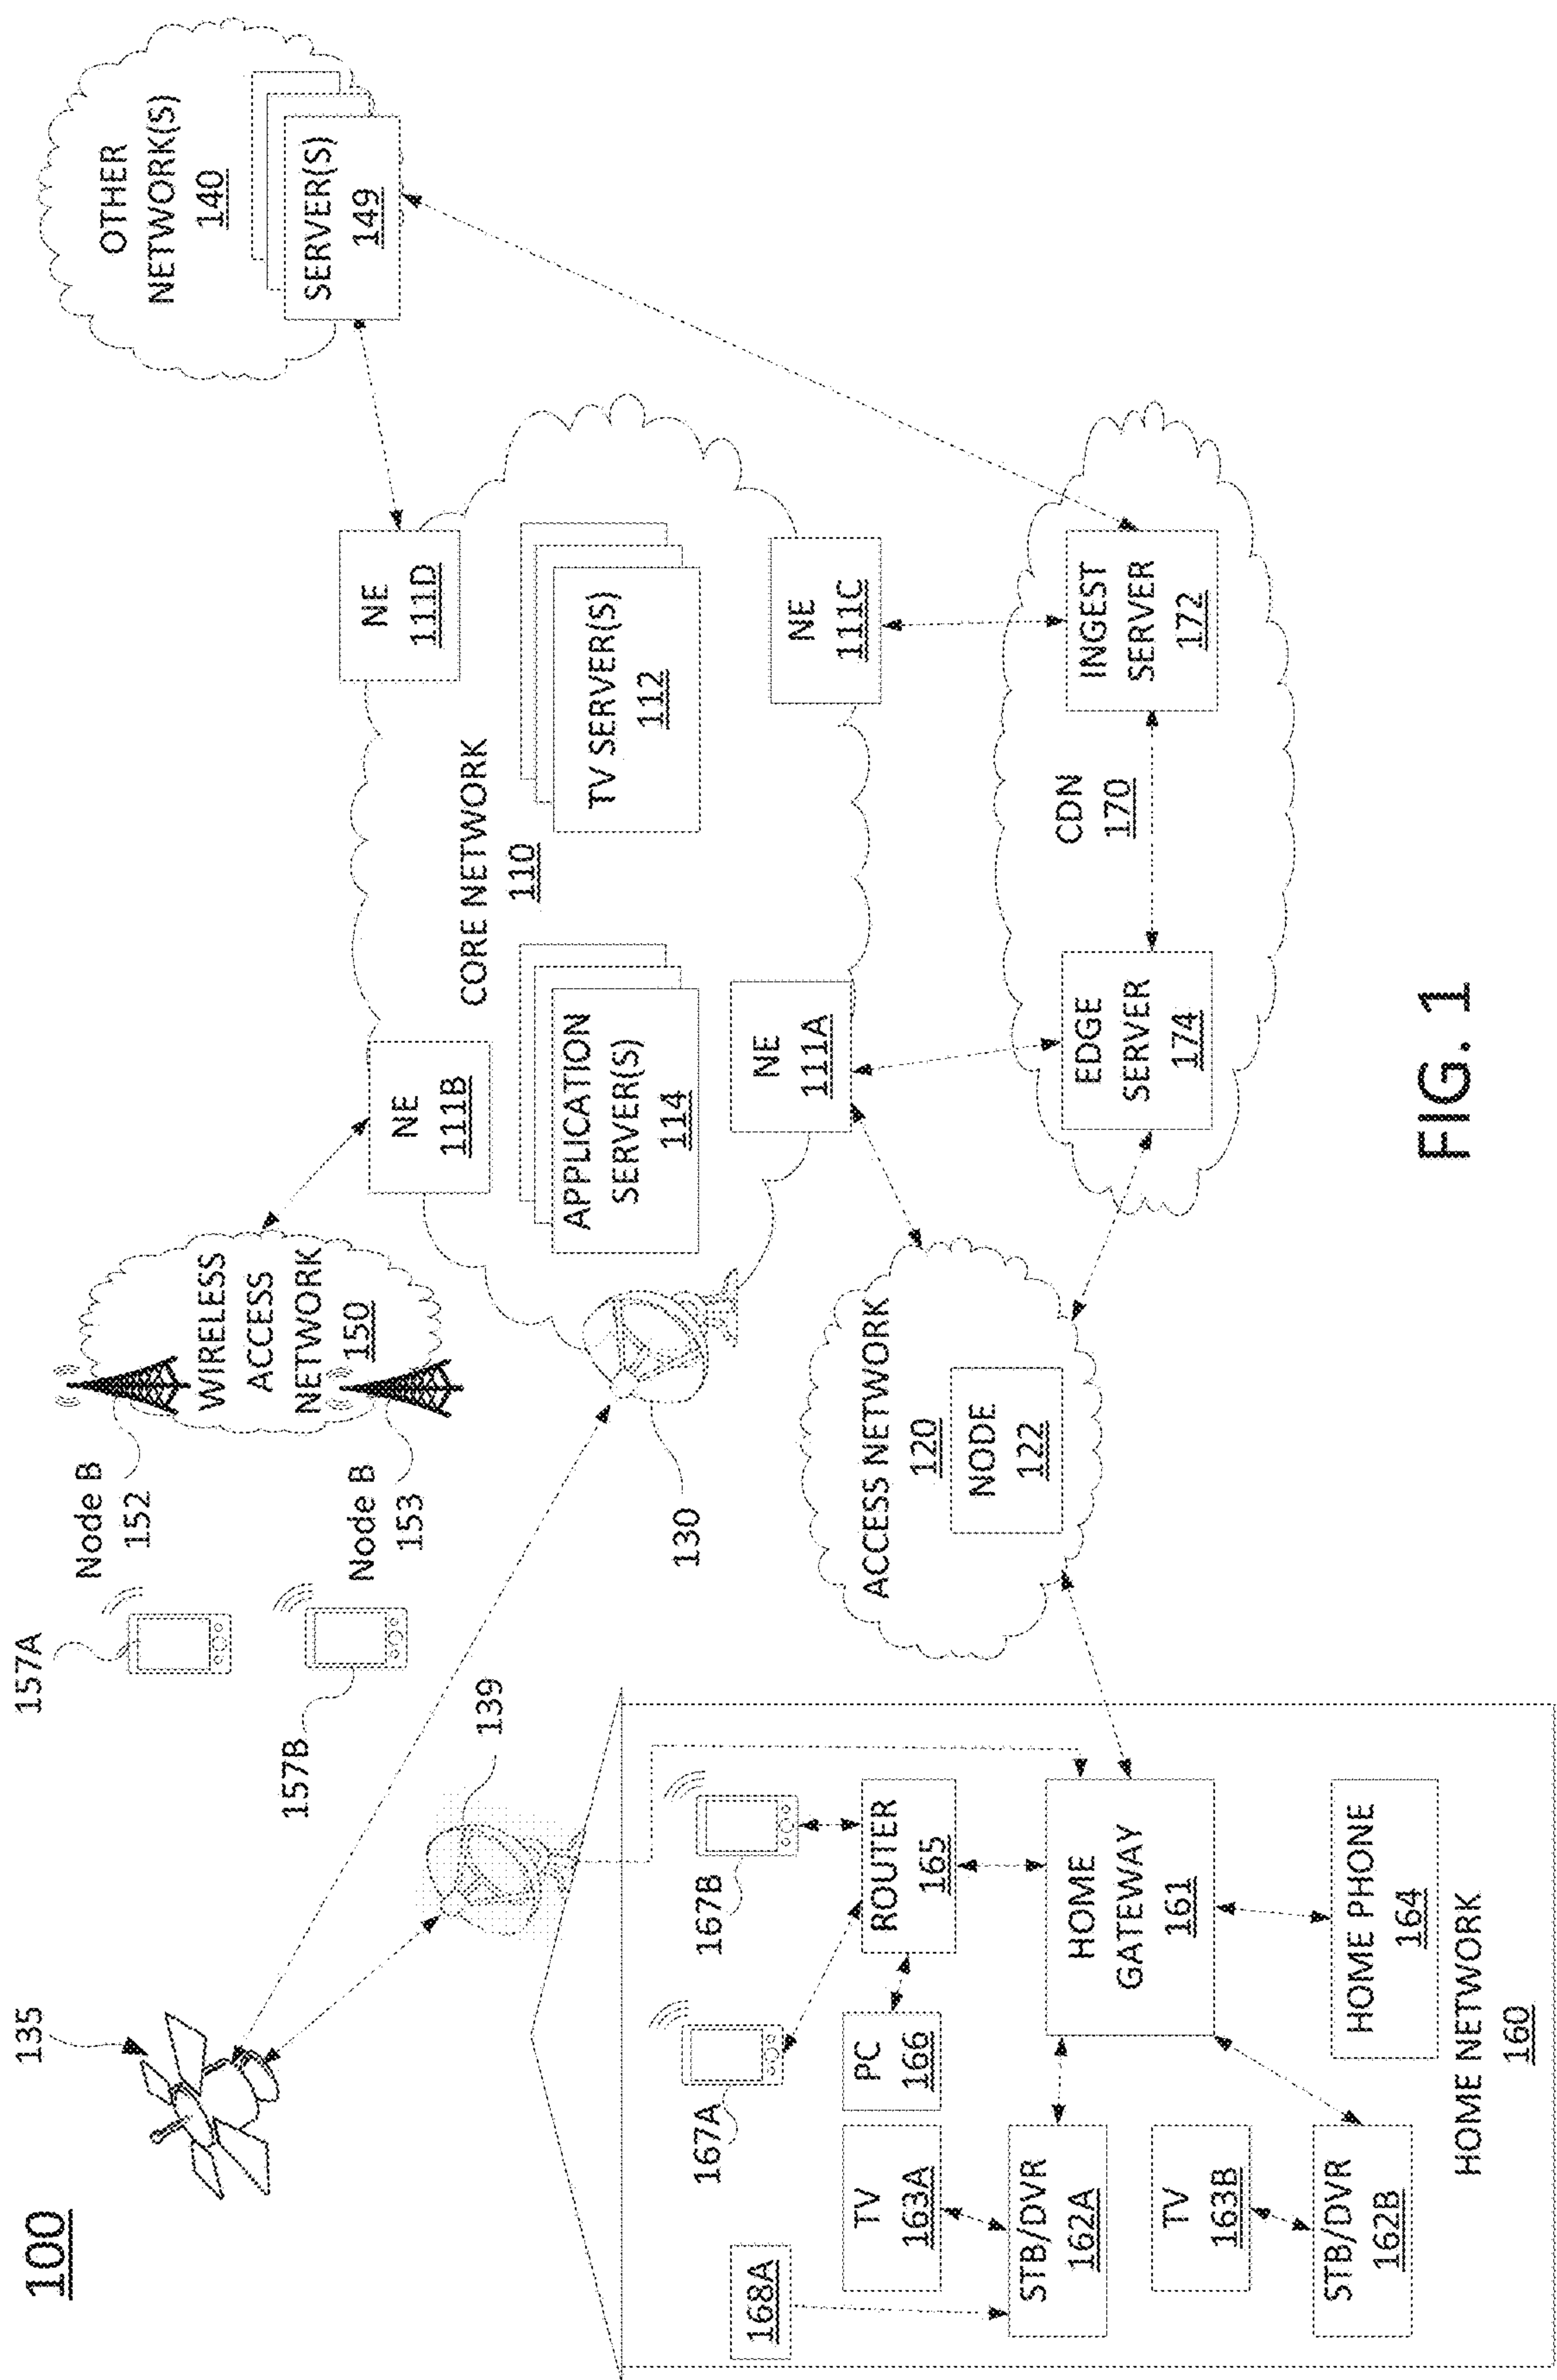 100
135
157A
157B
Node B
152
Node B
153
WIRELESS
ACCESS
NETWORK
150
OTHER
NETWORK(S)
140
SERVER(S)
149
139
130
NE
111B
CORE NETWORK
110
NE
111D
APPLICATION
SERVER(S)
114
TV SERVER(S)
112
NE
111A
NE
111C
167A
167B
168A
TV
163A
PC
166
ROUTER
165
ACCESS NETWORK
120
NODE
122
STB/DVR
162A
HOME
GATEWAY
161
EDGE
SERVER
174
CDN
170
INGEST
SERVER
172
TV
163B
STB/DVR
162B
HOME PHONE
164
HOME NETWORK
160
FIG. 1